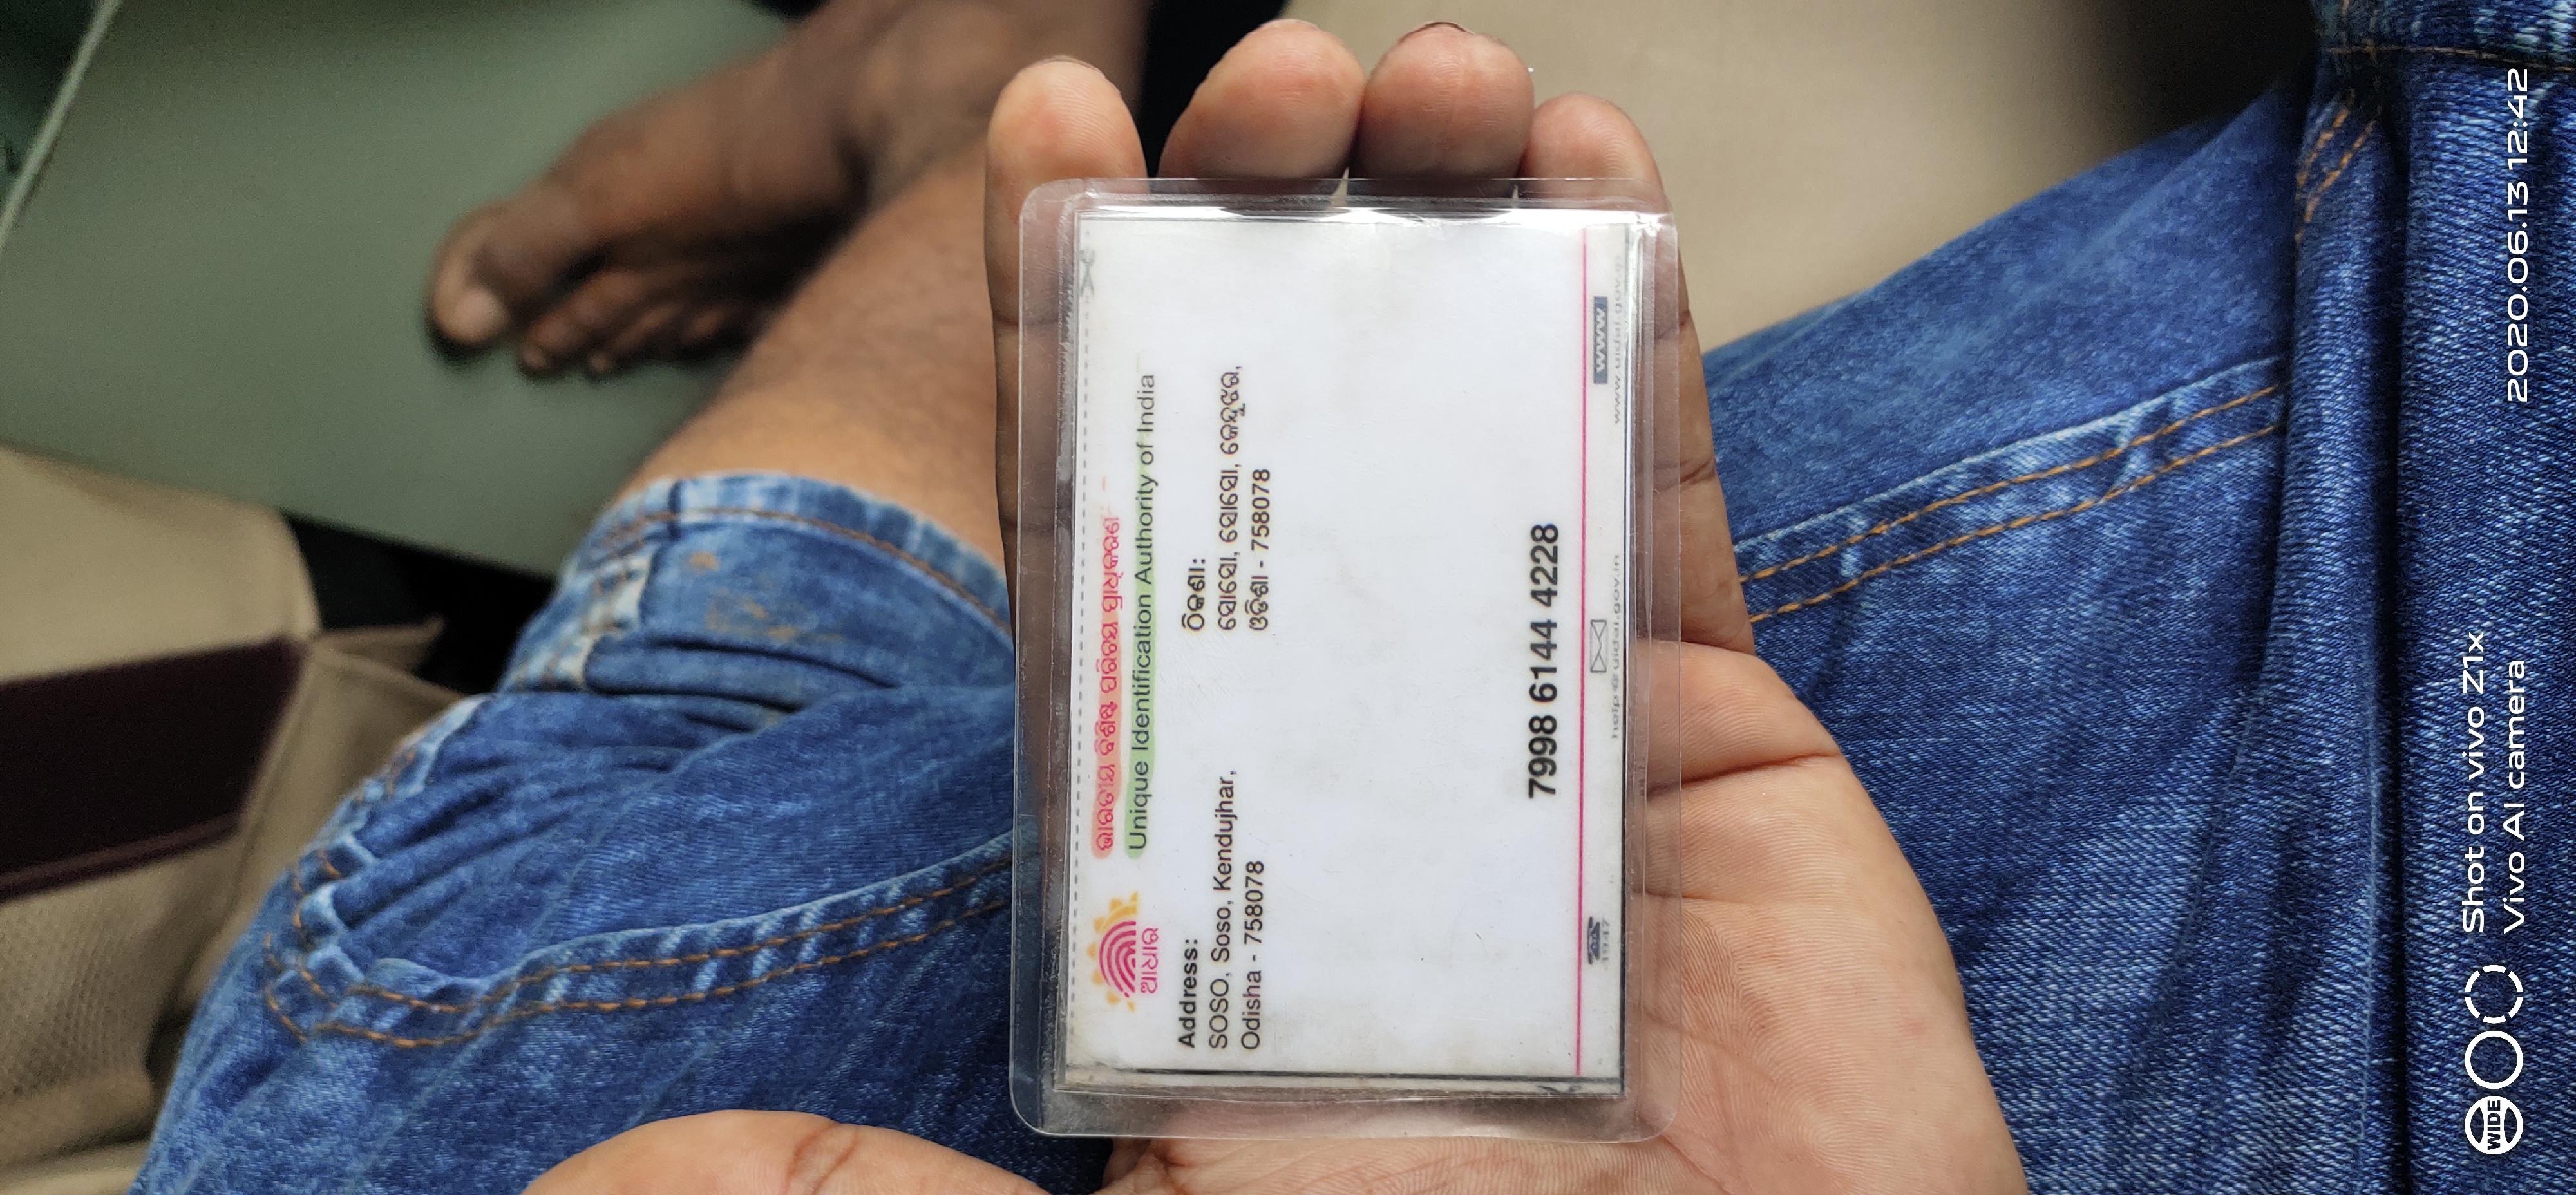 ଭାରତୀୟ ବିଶିଷ୍ଟ ପରିଚୟ ପ୍ରାଧିକରଣ
Unique Identification Authority of India
ଆଧାର
Address:
SOSO, Soso, Kendujhar,
Odisha - 758078
ଠିକଣା:
ସୋସୋ, ସୋସୋ, କେନ୍ଦୁଝର,
ଓଡିଶା - 758078
7998 6144 4228
1947
help@uidai.gov.in
www
www.uidai.gov.in
WIDE
Shot on vivo Z1x
Vivo AI camera
2020.06.13 12:42